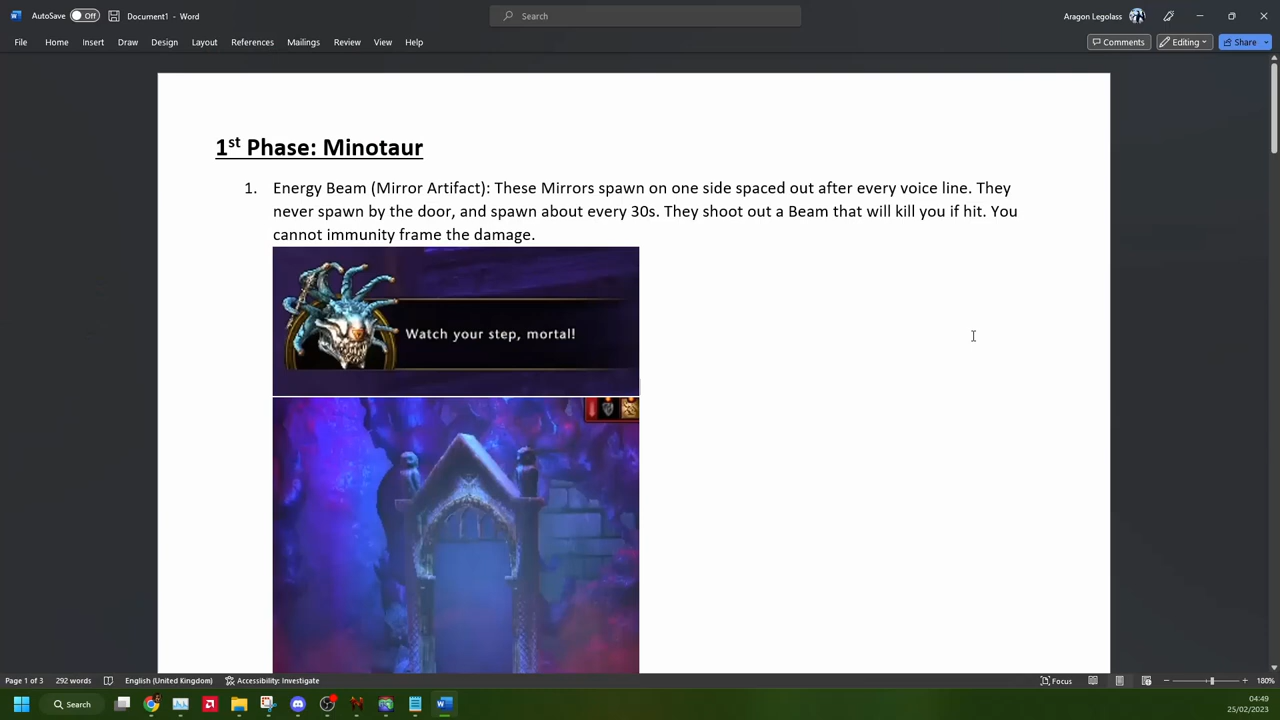 AutoSave Off Document1 - Word Search Aragon Legolass
File Home Insert Draw Design Layout References Mailings Review View Help Comments Editing Share
1st Phase: Minotaur
1. Energy Beam (Mirror Artifact): These Mirrors spawn on one side spaced out after every voice line. They
never spawn by the door, and spawn about every 30s. They shoot out a Beam that will kill you if hit. You
cannot immunity frame the damage.
Watch your step, mortal!
Page 1 of 3 292 words English (United Kingdom) Accessibility: Investigate Focus 180%
Search 04:49
25/02/2023